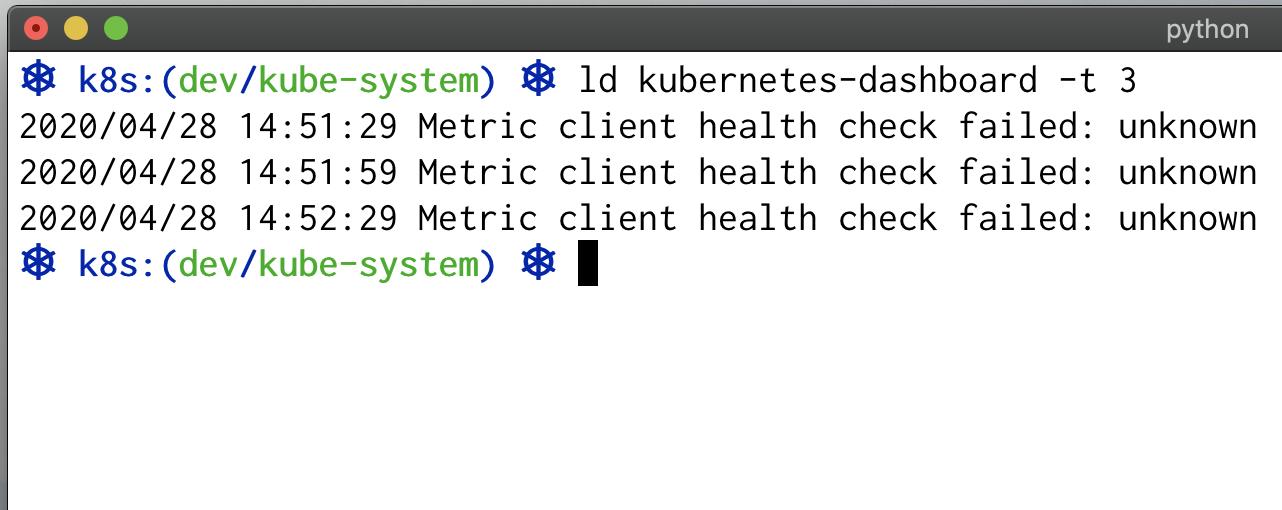 python
⎈ k8s:(dev/kube-system) ⎈ ld kubernetes-dashboard -t 3
2020/04/28 14:51:29 Metric client health check failed: unknown
2020/04/28 14:51:59 Metric client health check failed: unknown
2020/04/28 14:52:29 Metric client health check failed: unknown
⎈ k8s:(dev/kube-system) ⎈